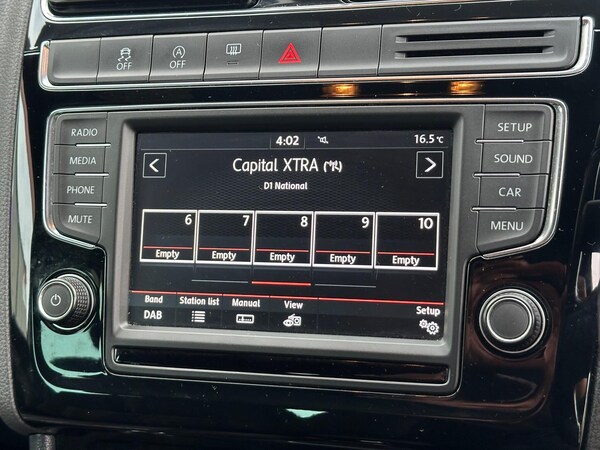 OFF
A
OFF
RADIO
MEDIA
PHONE
MUTE
4:02
16.5°C
Capital XTRA
D1 National
6
7
8
9
10
Empty
Empty
Empty
Empty
Empty
Band
Station list
Manual
View
Setup
DAB
SETUP
SOUND
CAR
MENU